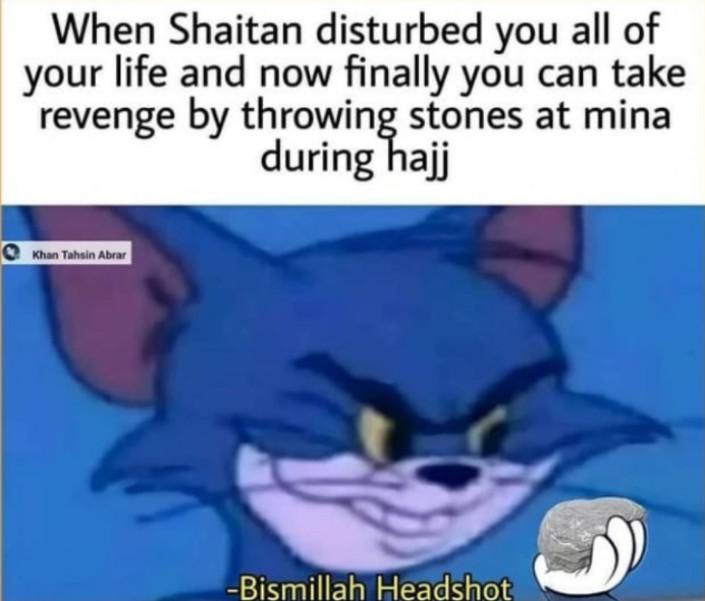 When Shaitan disturbed you all of
your life and now finally you can take
revenge by throwing stones at mina
during hajj
Khan Tahsin Abrar
-Bismillah Headshot